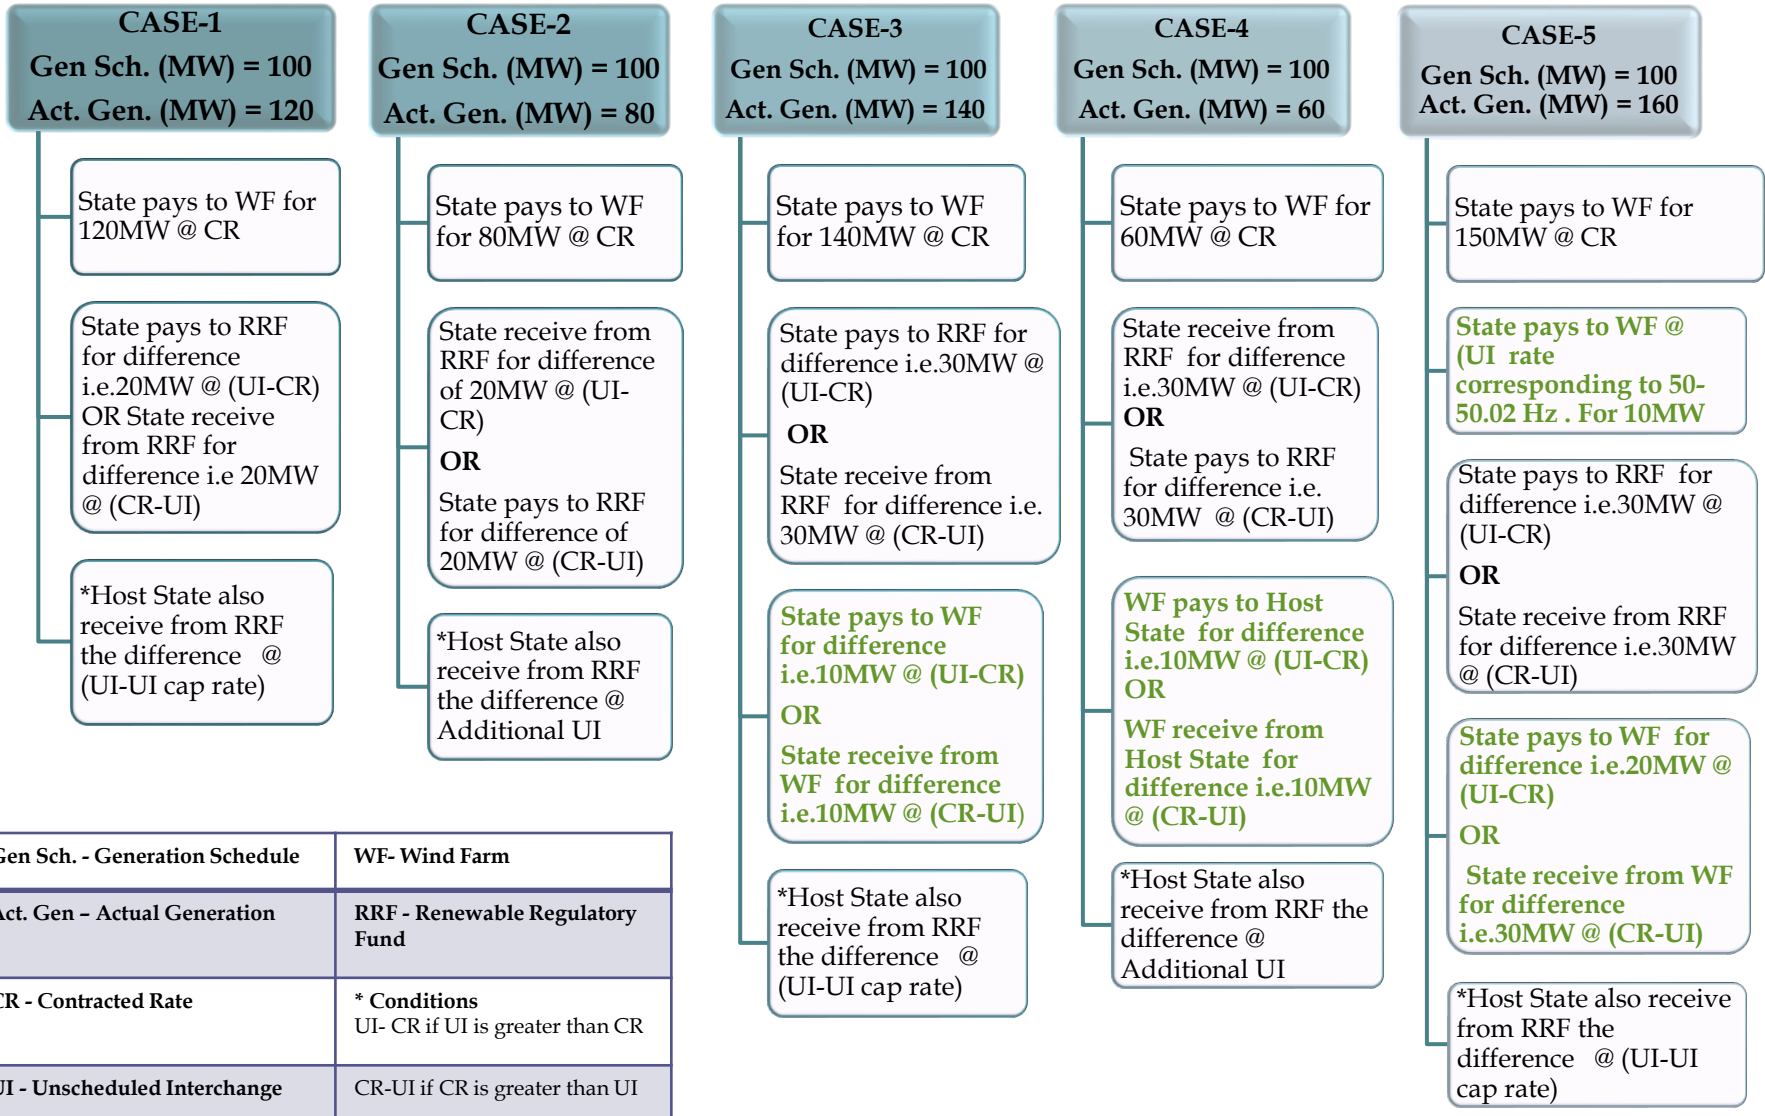 CASE-1
Gen Sch. (MW) = 100
Act. Gen. (MW) = 120
State pays to WF for
120MW @ CR
State pays to RRF
for difference
i.e.20MW @ (UI-CR)
OR State receive
from RRF for
difference i.e 20MW
@ (CR-UI)
*Host State also
receive from RRF
the difference @
(UI-UI cap rate)
CASE-2
Gen Sch. (MW) = 100
Act. Gen. (MW) = 80
State pays to WF
for 80MW @ CR
State receive from
RRF for difference
of 20MW @ (UI-
CR)
OR
State pays to RRF
for difference of
20MW @ (CR-UI)
*Host State also
receive from RRF
the difference @
Additional UI
CASE-3
Gen Sch. (MW) = 100
Act. Gen. (MW) = 140
State pays to WF
for 140MW @ CR
State pays to RRF for
difference i.e.30MW @
(UI-CR)
OR
State receive from
RRF for difference i.e.
30MW @ (CR-UI)
State pays to WF
for difference
i.e.10MW @ (UI-CR)
OR
State receive from
WF for difference
i.e.10MW @ (CR-UI)
*Host State also
receive from RRF
the difference @
(UI-UI cap rate)
CASE-4
Gen Sch. (MW) = 100
Act. Gen. (MW) = 60
State pays to WF for
60MW @ CR
State receive from
RRF for difference
i.e.30MW @ (UI-CR)
OR
State pays to RRF
for difference i.e.
30MW @ (CR-UI)
WF pays to Host
State for difference
i.e.10MW @ (UI-CR)
OR
WF receive from
Host State for
difference i.e.10MW
@ (CR-UI)
*Host State also
receive from RRF the
difference @
Additional UI
CASE-5
Gen Sch. (MW) = 100
Act. Gen. (MW) = 160
State pays to WF for
150MW @ CR
State pays to WF @
(UI rate
corresponding to 50-
50.02 Hz . For 10MW
State pays to RRF for
difference i.e.30MW @
(UI-CR)
OR
State receive from RRF
for difference i.e.30MW
@ (CR-UI)
State pays to WF for
difference i.e.20MW @
(UI-CR)
OR
State receive from WF
for difference
i.e.30MW @ (CR-UI)
*Host State also receive
from RRF the
difference @ (UI-UI
cap rate)
Gen Sch. - Generation Schedule
WF- Wind Farm
Act. Gen – Actual Generation
RRF - Renewable Regulatory
Fund
CR - Contracted Rate
* Conditions
UI- CR if UI is greater than CR
UI - Unscheduled Interchange
CR-UI if CR is greater than UI